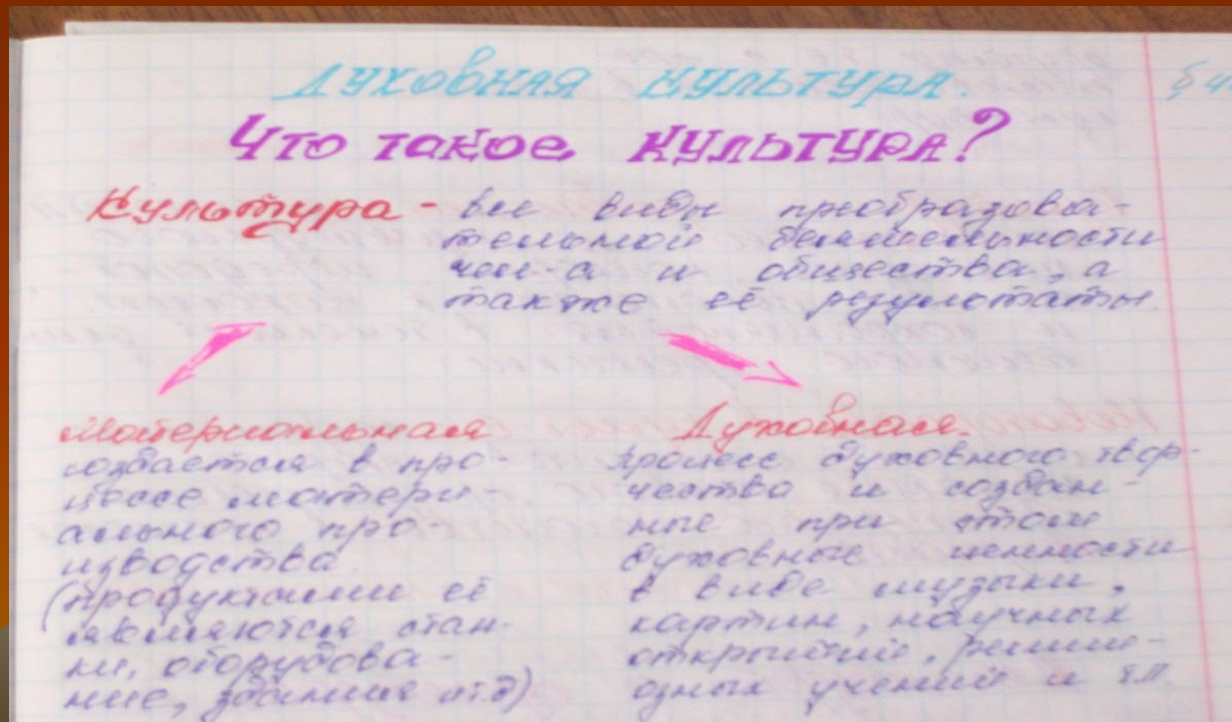 Духовная культура.
§ 4
Что такое культура?
Культура - все виды преобразова-
тельной деятельности
чел-а и общества, а
также её результаты.
Материальная
создается в про-
цессе матери-
ального про-
изводства
(продуктами её
являются стан-
ки, оборудова-
ние, здания и т.д)
Духовная.
процесс духовного твор-
чества и создан-
ные при этом
духовные ценности
в виде музыки,
картин, научных
открытий, религи-
озных учений и т.п.